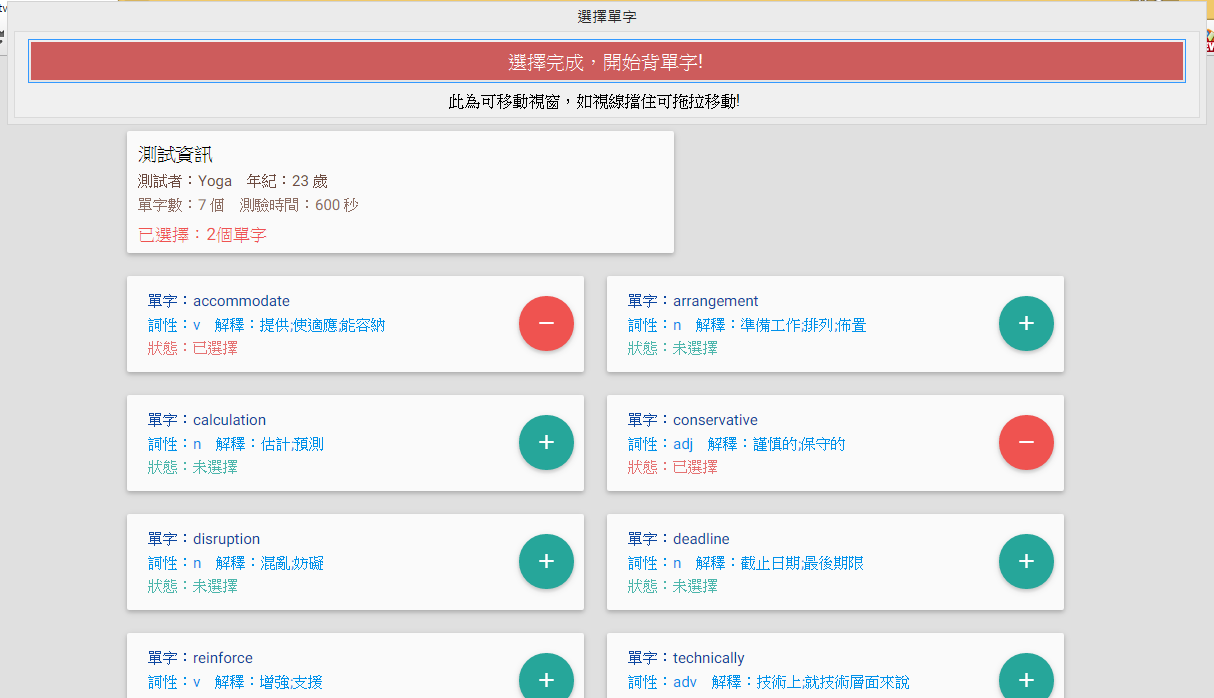 選擇單字
選擇完成，開始背單字!
此為可移動視窗，如視線擋住可拖拉移動!
測試資訊
測試者：Yoga 年紀：23 歲
單字數：7 個 測驗時間：600 秒
已選擇：2個單字
單字：accommodate
詞性：v 解釋：提供;使適應;能容納
狀態：已選擇
單字：arrangement
詞性：n 解釋：準備工作;排列;佈置
狀態：未選擇
單字：calculation
詞性：n 解釋：估計;預測
狀態：未選擇
單字：conservative
詞性：adj 解釋：謹慎的;保守的
狀態：已選擇
單字：disruption
詞性：n 解釋：混亂;妨礙
狀態：未選擇
單字：deadline
詞性：n 解釋：截止日期;最後期限
狀態：未選擇
單字：reinforce
詞性：v 解釋：增強;支援
單字：technically
詞性：adv 解釋：技術上;就技術層面來說